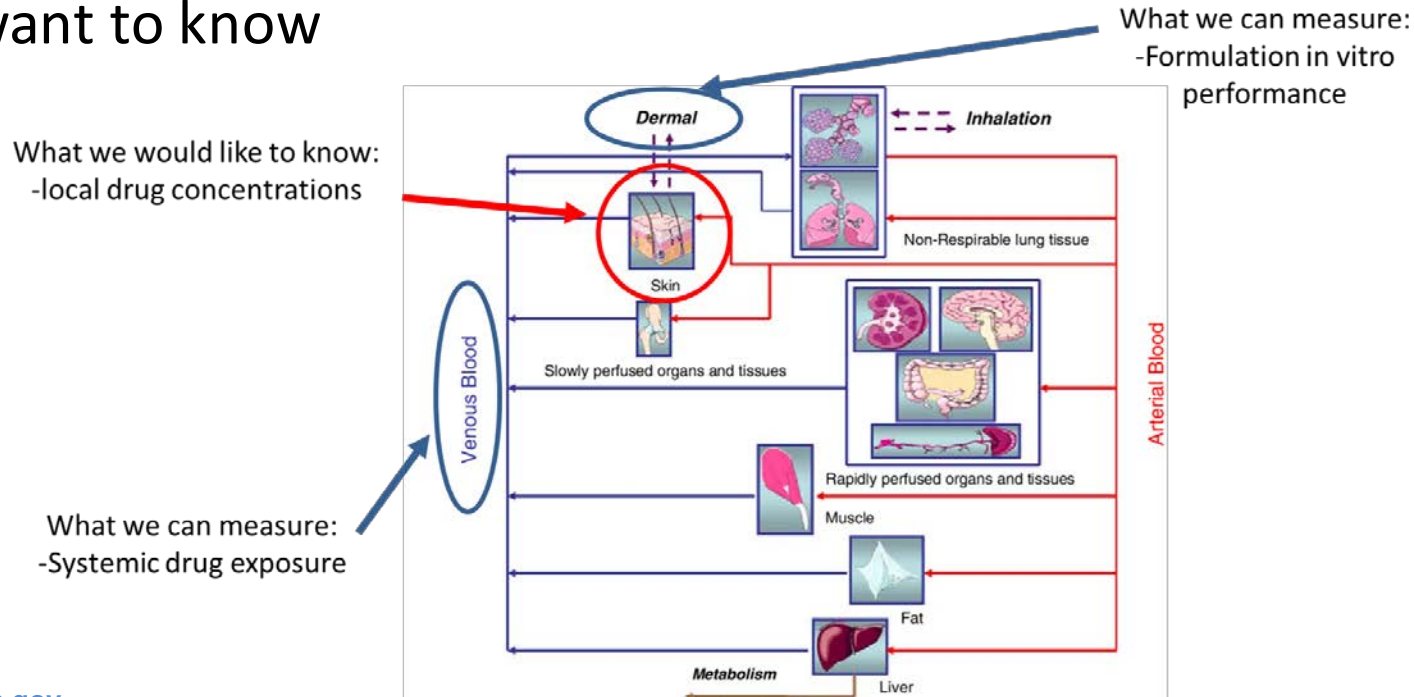 want to know
What we can measure:
-Formulation in vitro
performance
Dermal
Inhalation
What we would like to know:
-local drug concentrations
Non-Respirable lung tissue
Skin
Slowly perfused organs and tissues
Venous Blood
Arterial Blood
Rapidly perfused organs and tissues
Muscle
What we can measure:
-Systemic drug exposure
Fat
Metabolism
Liver